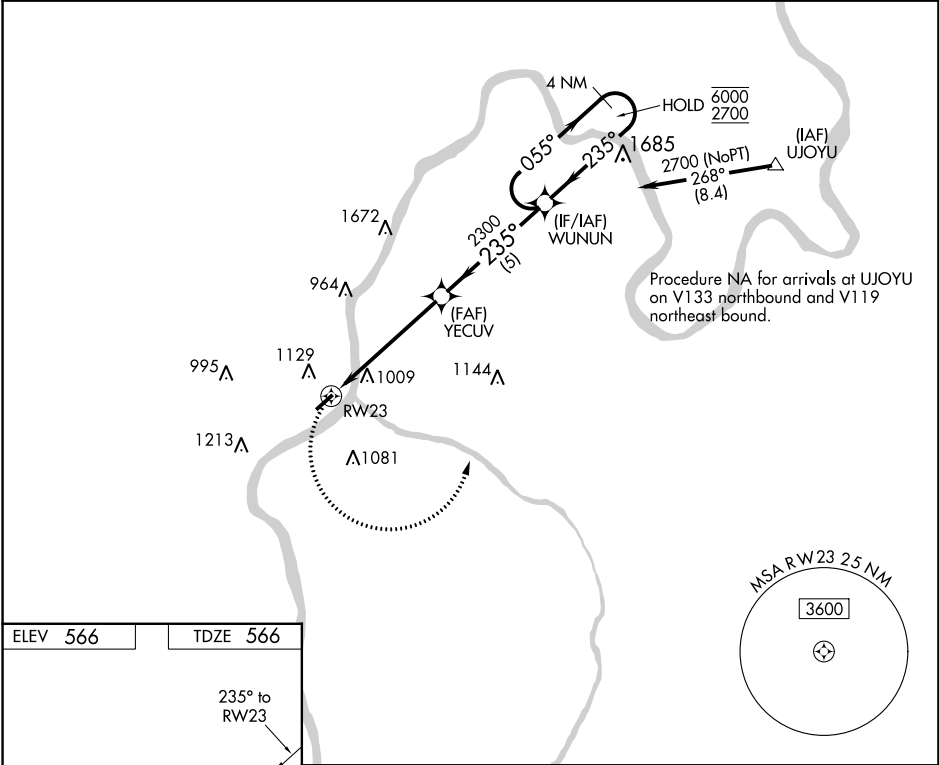 4 NM
HOLD 6000
2700
055°
235°
1685
(IAF)
UJOYU
2700 (NoPT)
268°
(8.4)
1672
2300
235°
(5)
(IF/IAF)
WUNUN
964
(FAF)
YECUV
Procedure NA for arrivals at UJOYU
on V133 northbound and V119
northeast bound.
995
1129
1009
1144
RW23
1213
1081
MSA RW23 25 NM
3600
ELEV 566
TDZE 566
235° to
RW23